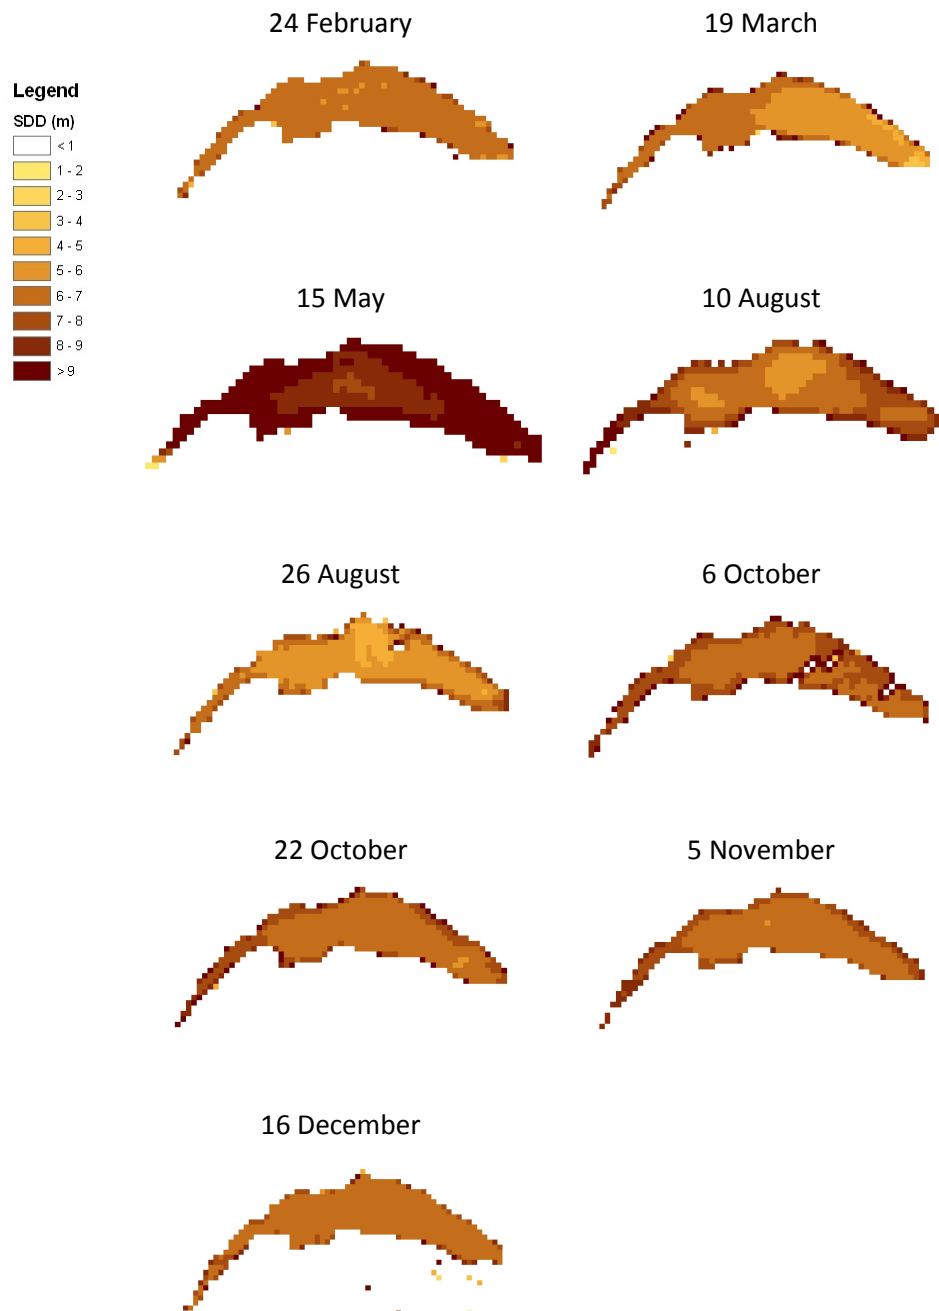 24 February
19 March
Legend
SDD (m)
< 1
1 - 2
2 - 3
3 - 4
4 - 5
5 - 6
6 - 7
7 - 8
8 - 9
> 9
15 May
10 August
26 August
6 October
22 October
5 November
16 December